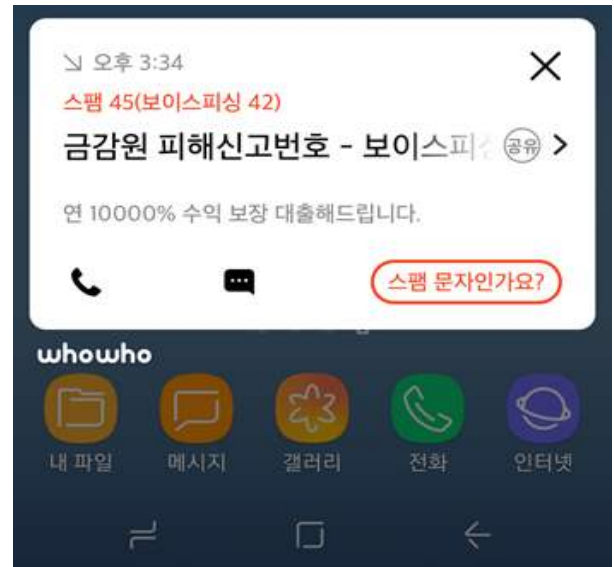 오후 3:34
스팸 45(보이스피싱 42)
금감원 피해신고번호 - 보이스피
공유
연 10000% 수익 보장 대출해드립니다.
스팸 문자인가요?
whowho
내 파일
메시지
갤러리
전화
인터넷